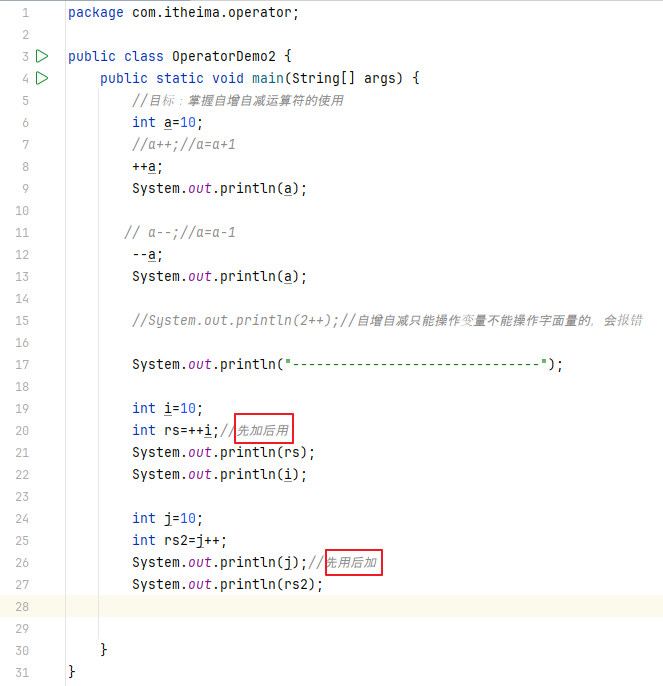 1 package com.itheima.operator;
2
3 public class OperatorDemo2 {
4 public static void main(String[] args) {
5 //目标：掌握自增自减运算符的使用
6 int a=10;
7 //a++;//a=a+1
8 ++a;
9 System.out.println(a);
10
11 // a--;//a=a-1
12 --a;
13 System.out.println(a);
14
15 //System.out.println(2++);//自增自减只能操作变量不能操作字面量的，会报错
16
17 System.out.println("-------------------------------");
18
19 int i=10;
20 int rs=++i;//先加后用
21 System.out.println(rs);
22 System.out.println(i);
23
24 int j=10;
25 int rs2=j++;
26 System.out.println(j);//先用后加
27 System.out.println(rs2);
28
29
30 }
31 }